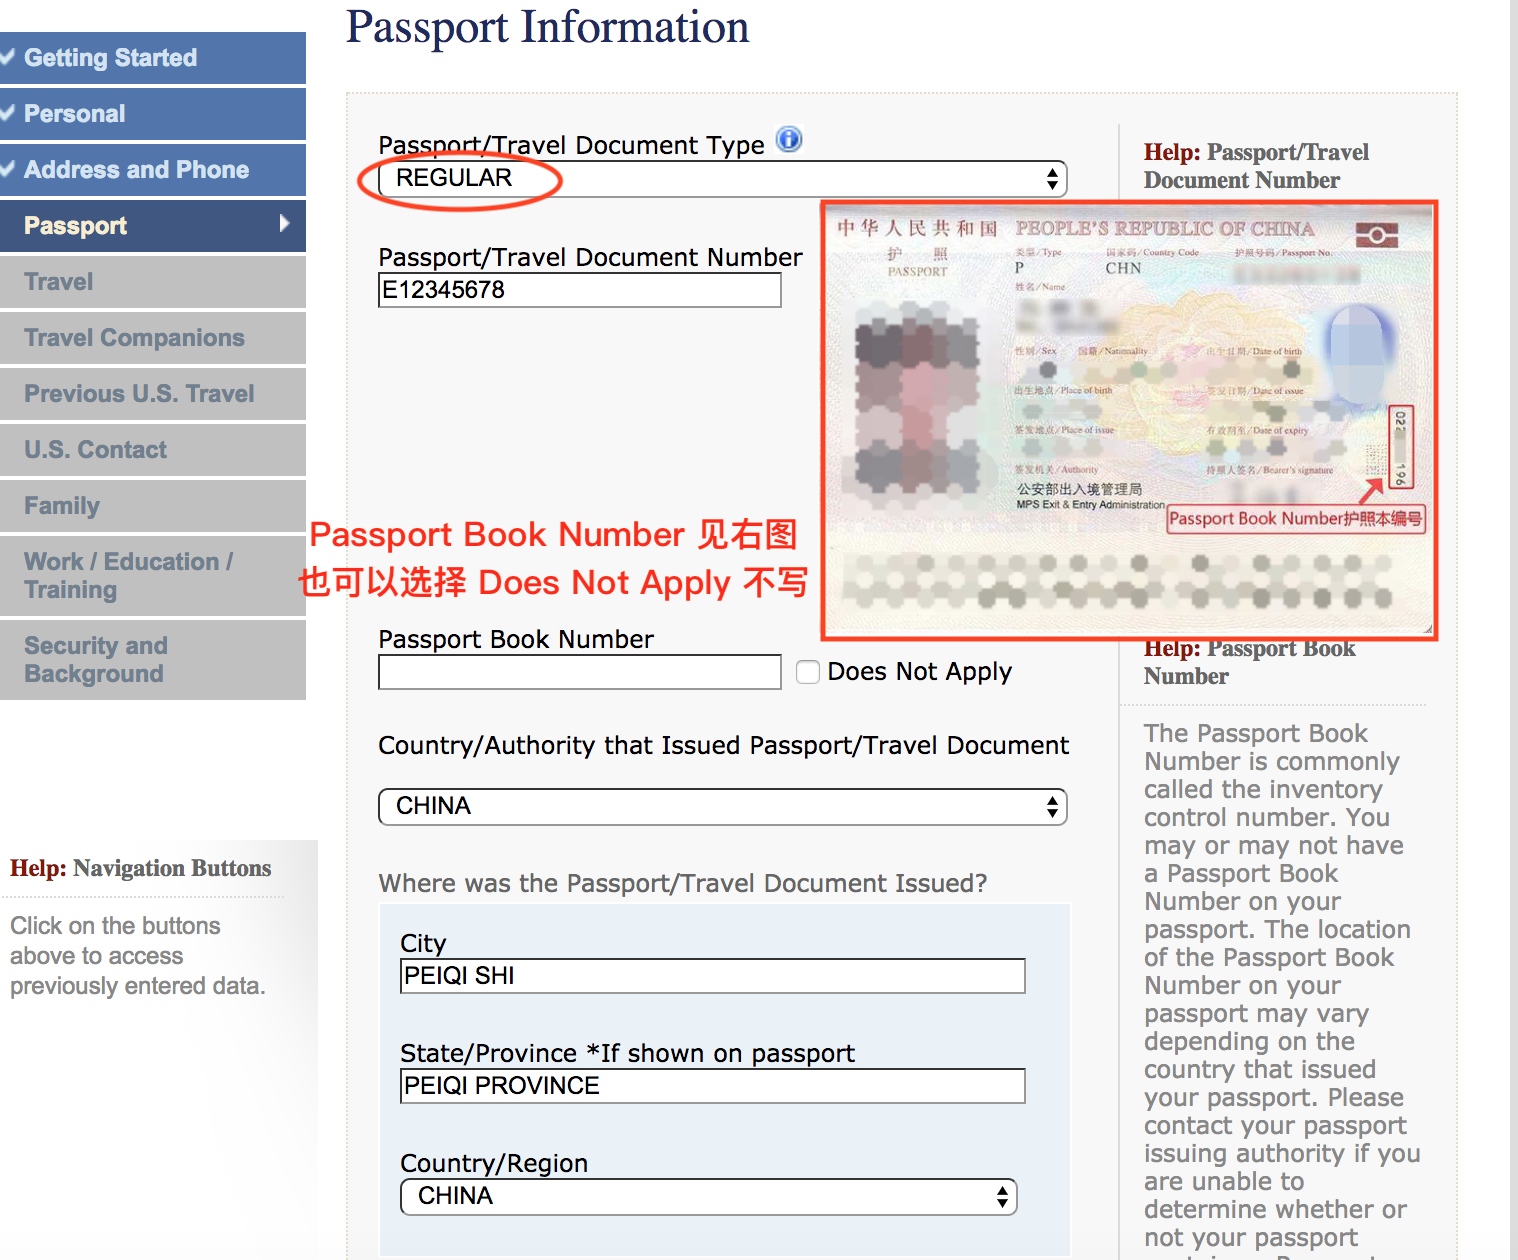 Passport Information
Getting Started
Personal
Address and Phone
Passport
Travel
Travel Companions
Previous U.S. Travel
U.S. Contact
Family
Work / Education /
Training
Security and
Background
Help: Navigation Buttons
Click on the buttons
above to access
previously entered data.
Passport/Travel Document Type
REGULAR
Passport/Travel Document Number
E12345678
Passport Book Number 见右图
也可以选择 Does Not Apply 不写
Passport Book Number
Does Not Apply
Country/Authority that Issued Passport/Travel Document
CHINA
Where was the Passport/Travel Document Issued?
City
PEIQI SHI
State/Province *If shown on passport
PEIQI PROVINCE
Country/Region
CHINA
Help: Passport/Travel
Document Number
中华人民共和国 PEOPLE'S REPUBLIC OF CHINA
护 照
PASSPORT
类型/Type
国家码/Country Code
护照号码/Passport No.
P
CHN
姓名/Name
性别/Sex
国籍/Nationality
出生日期/Date of birth
出生地点/Place of birth
签发日期/Date of issue
签发地点/Place of issue
有效期至/Date of expiry
签发机关/Authority
持照人签名/Bearer's signature
公安部出入境管理局
MPS Exit & Entry Administration
022
196
Passport Book Number护照本编号
Help: Passport Book
Number
The Passport Book
Number is commonly
called the inventory
control number. You
may or may not have
a Passport Book
Number on your
passport. The location
of the Passport Book
Number on your
passport may vary
depending on the
country that issued
your passport. Please
contact your passport
issuing authority if you
are unable to
determine whether or
not your passport